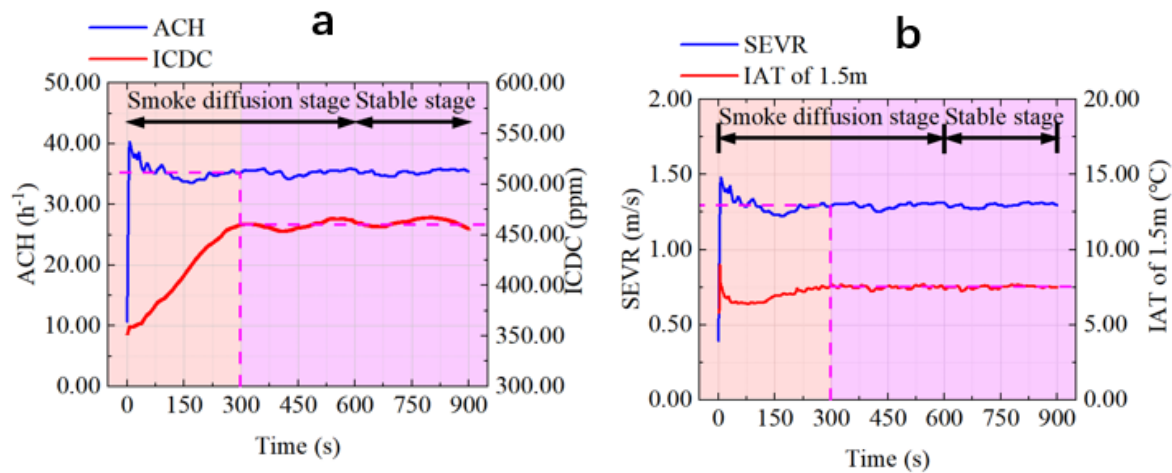 a
ACH
ICDC
50.00
40.00
30.00
20.00
10.00
0.00
ACH (h⁻¹)
Smoke diffusion stage
Stable stage
600.00
550.00
500.00
450.00
400.00
350.00
300.00
ICDC (ppm)
0 150 300 450 600 750 900
Time (s)
b
SEVR
IAT of 1.5m
2.00
1.50
1.00
0.50
0.00
SEVR (m/s)
Smoke diffusion stage
Stable stage
20.00
15.00
10.00
5.00
0.00
IAT of 1.5m (°C)
0 150 300 450 600 750 900
Time (s)